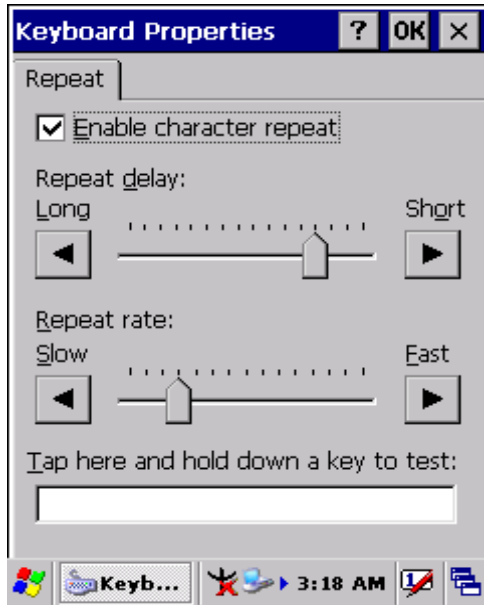 Keyboard Properties ? OK ×
Repeat
Enable character repeat
Repeat delay:
Long Short
Repeat rate:
Slow Fast
Tap here and hold down a key to test:
Keyb... 3:18 AM 1